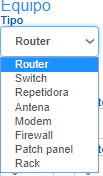 Equipo
Tipo
Router
Router
Switch
Repetidora
Antena
Modem
Firewall
Patch panel
Rack